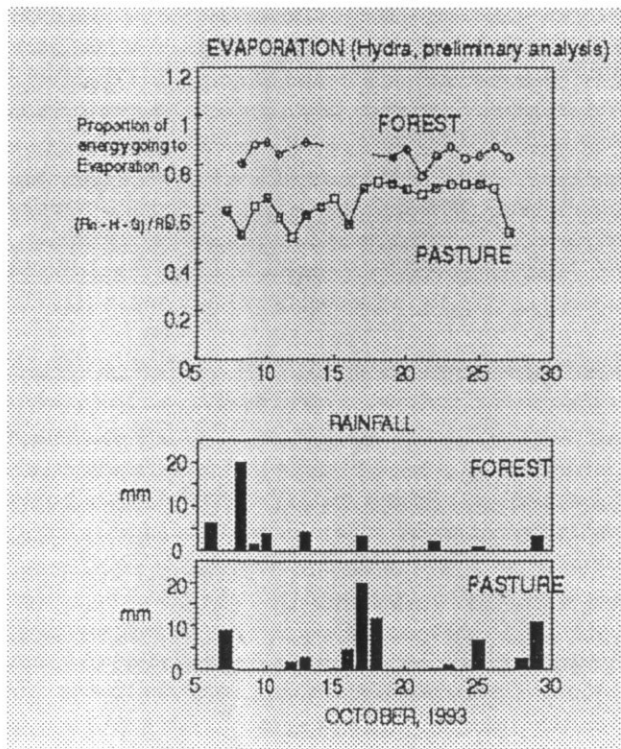 EVAPORATION (Hydra, preliminary analysis)
1.2
1
0.8
0.6
0.4
0.2
0
Proportion of
energy going to
Evaporation
FOREST
PASTURE
5 10 15 20 25 30
RAINFALL
FOREST
mm
20
10
0
PASTURE
mm
20
10
0
5 10 15 20 25 30
OCTOBER, 1993